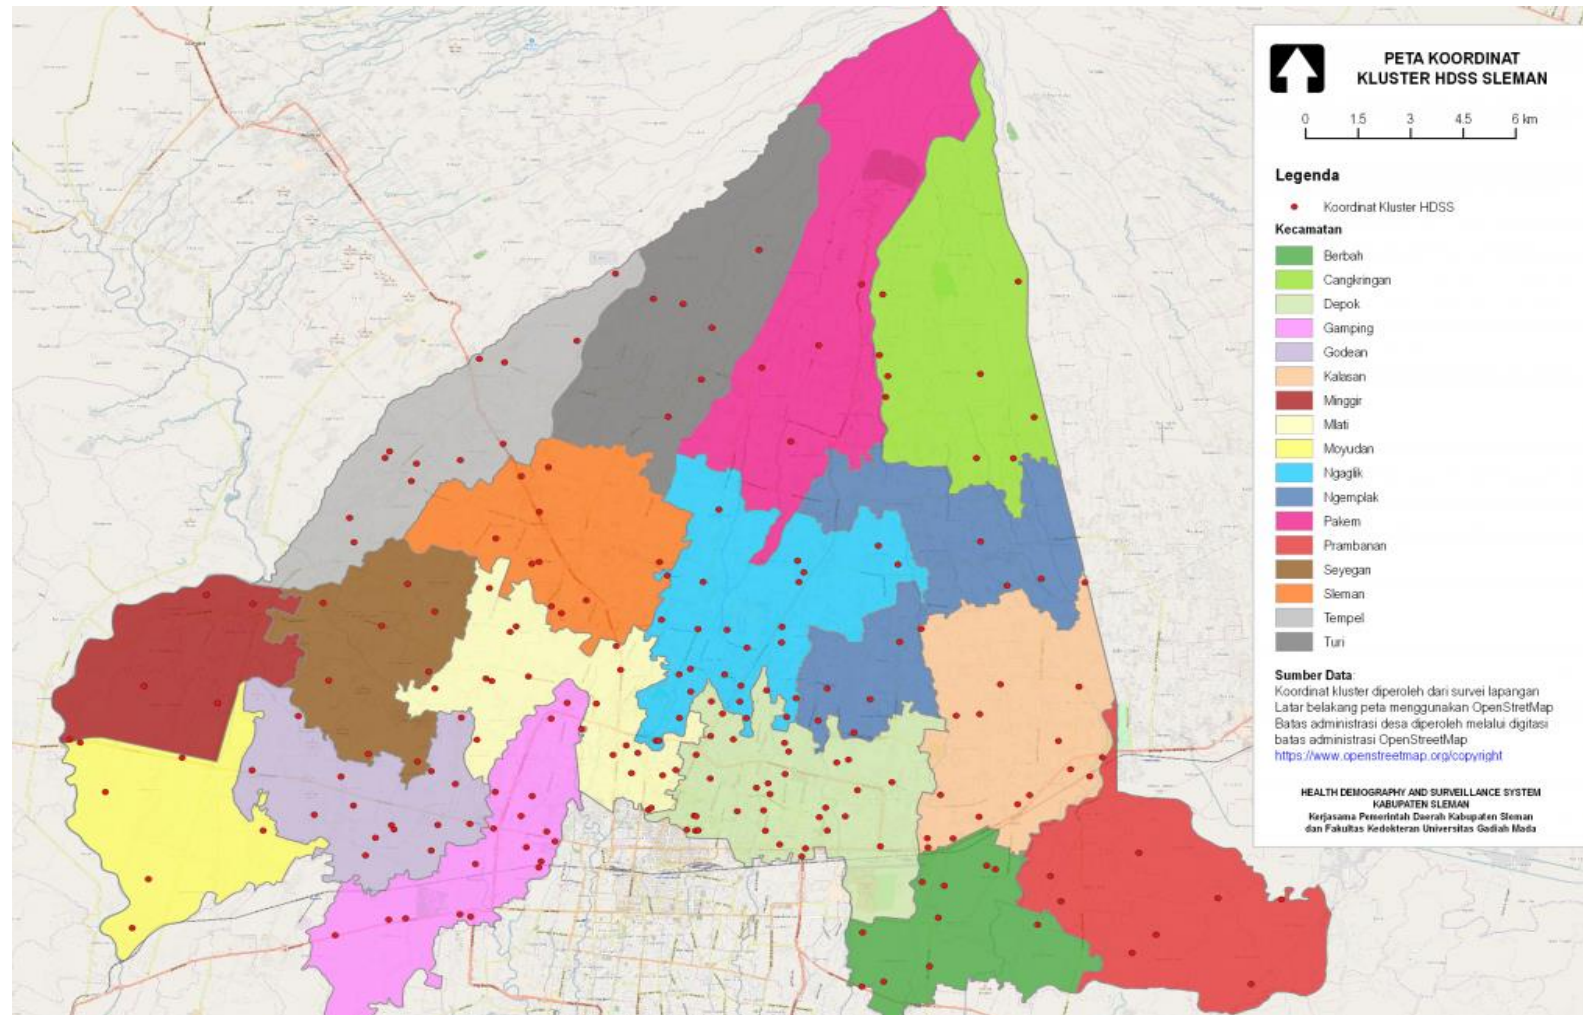 PETA KOORDINAT
KLUSTER HDSS SLEMAN
0 1.5 3 4.5 6 km
Legenda
Koordinat Kluster HDSS
Kecamatan
Berbah
Cangkringan
Depok
Gamping
Godean
Kalasan
Minggir
Mlati
Moyudan
Ngaglik
Ngemplak
Pakem
Prambanan
Seyegan
Sleman
Tempel
Turi
Sumber Data:
Koordinat kluster diperoleh dari survei lapangan
Latar belakang peta menggunakan OpenStretMap
Batas administrasi desa diperoleh melalui digitasi
batas administrasi OpenStreetMap
https://www.openstreetmap.org/copyright
HEALTH DEMOGRAPHY AND SURVEILLANCE SYSTEM
KABUPATEN SLEMAN
Kerjasama Pemerintah Daerah Kabupaten Sleman
dan Fakultas Kedokteran Universitas Gadjah Mada